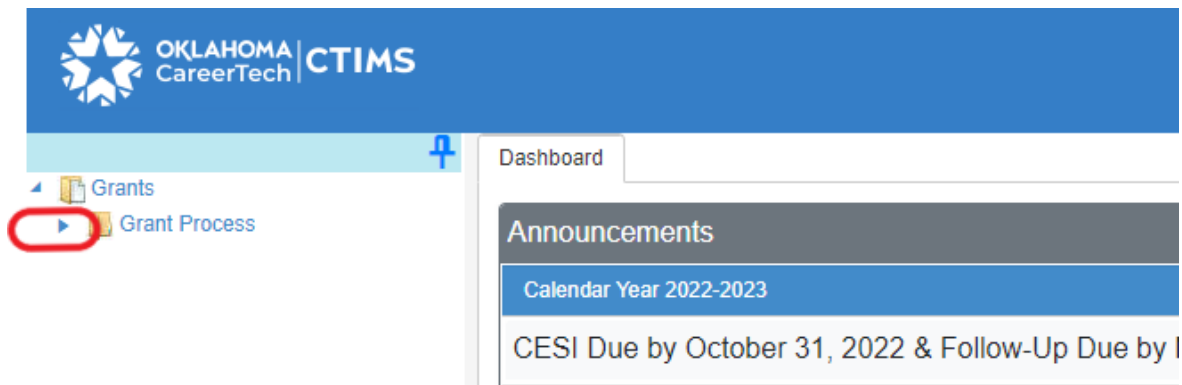 OKLAHOMA
CareerTech
CTIMS
Dashboard
Grants
Grant Process
Announcements
Calendar Year 2022-2023
CESI Due by October 31, 2022 & Follow-Up Due by